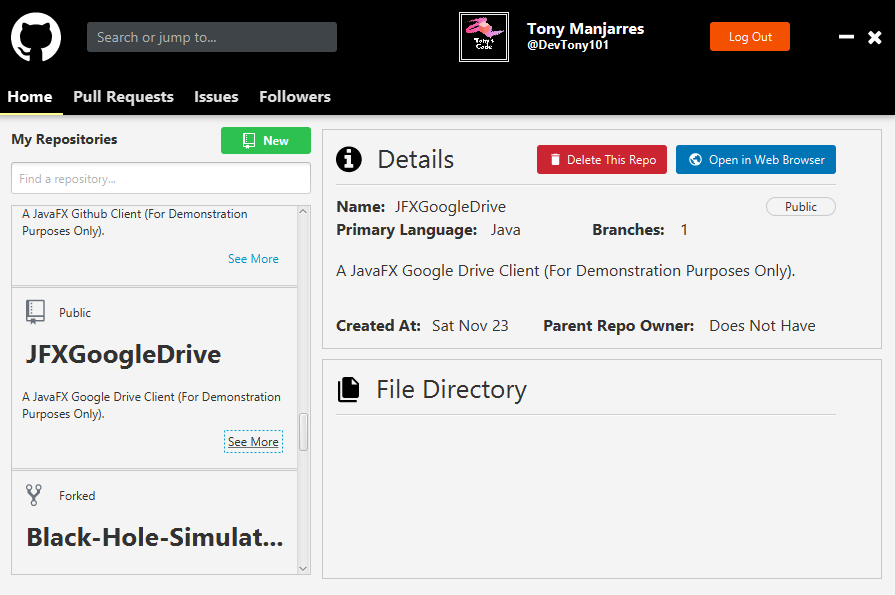 Search or jump to...
Tony's
Code
Tony Manjarres
@DevTony101
Log Out
Home Pull Requests Issues Followers
My Repositories
New
Find a repository...
A JavaFX Github Client (For Demonstration
Purposes Only).
See More
Public
JFXGoogleDrive
A JavaFX Google Drive Client (For Demonstration
Purposes Only).
See More
Forked
Black-Hole-Simulat...
Details
Delete This Repo
Open in Web Browser
Name: JFXGoogleDrive
Public
Primary Language: Java Branches: 1
A JavaFX Google Drive Client (For Demonstration Purposes Only).
Created At: Sat Nov 23 Parent Repo Owner: Does Not Have
File Directory